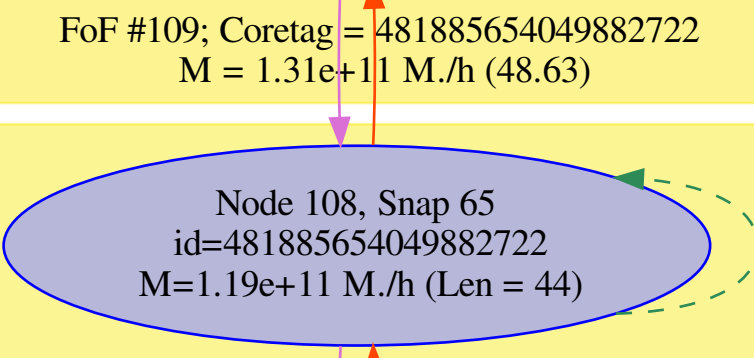 FoF #109; Coretag = 481885654049882722
M = 1.31e+11 M./h (48.63)
Node 108, Snap 65
id=481885654049882722
M=1.19e+11 M./h (Len = 44)